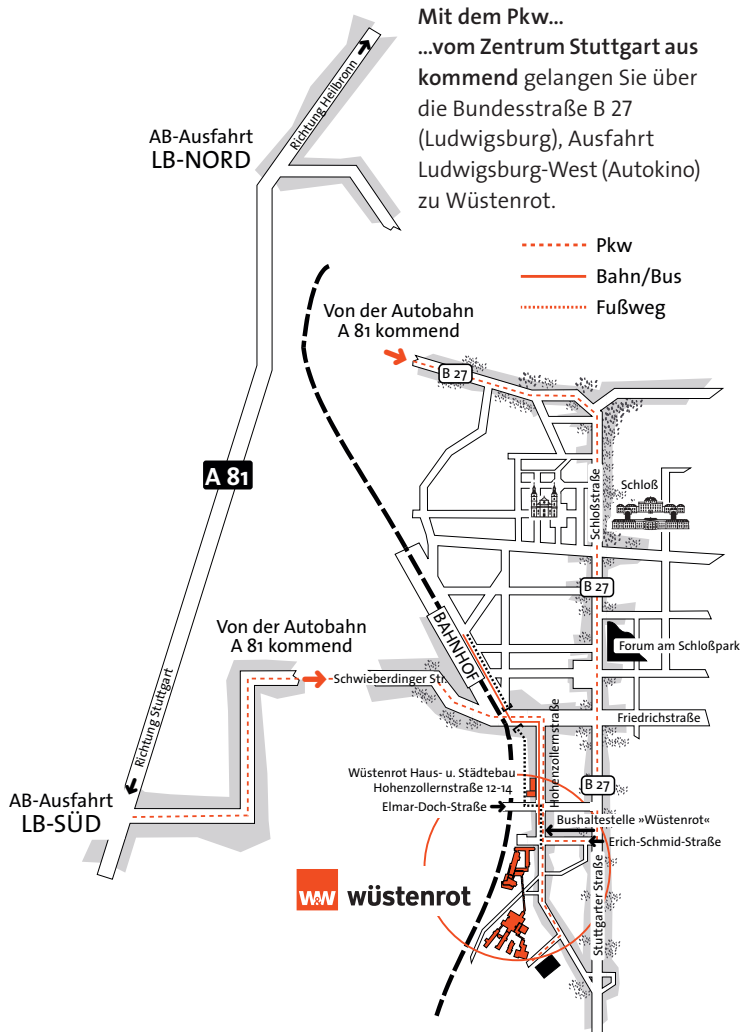 Mit dem Pkw...
...vom Zentrum Stuttgart aus
kommend gelangen Sie über
die Bundesstraße B 27
(Ludwigsburg), Ausfahrt
Ludwigsburg-West (Autokino)
zu Wüstenrot.
Richtung Heilbronn
AB-Ausfahrt
LB-NORD
Pkw
Bahn/Bus
Fußweg
Von der Autobahn
A 81 kommend
B 27
A 81
Schloßstraße
Schloß
B 27
BAHNHOF
Forum am Schloßpark
Von der Autobahn
A 81 kommend
Schwieberdinger Str.
Friedrichstraße
Richtung Stuttgart
Hohenzollernstraße
Wüstenrot Haus- u. Städtebau
Hohenzollernstraße 12-14
B 27
AB-Ausfahrt
LB-SÜD
Elmar-Doch-Straße
Bushaltestelle »Wüstenrot«
Erich-Schmid-Straße
Stuttgarter Straße
W&W wüstenrot